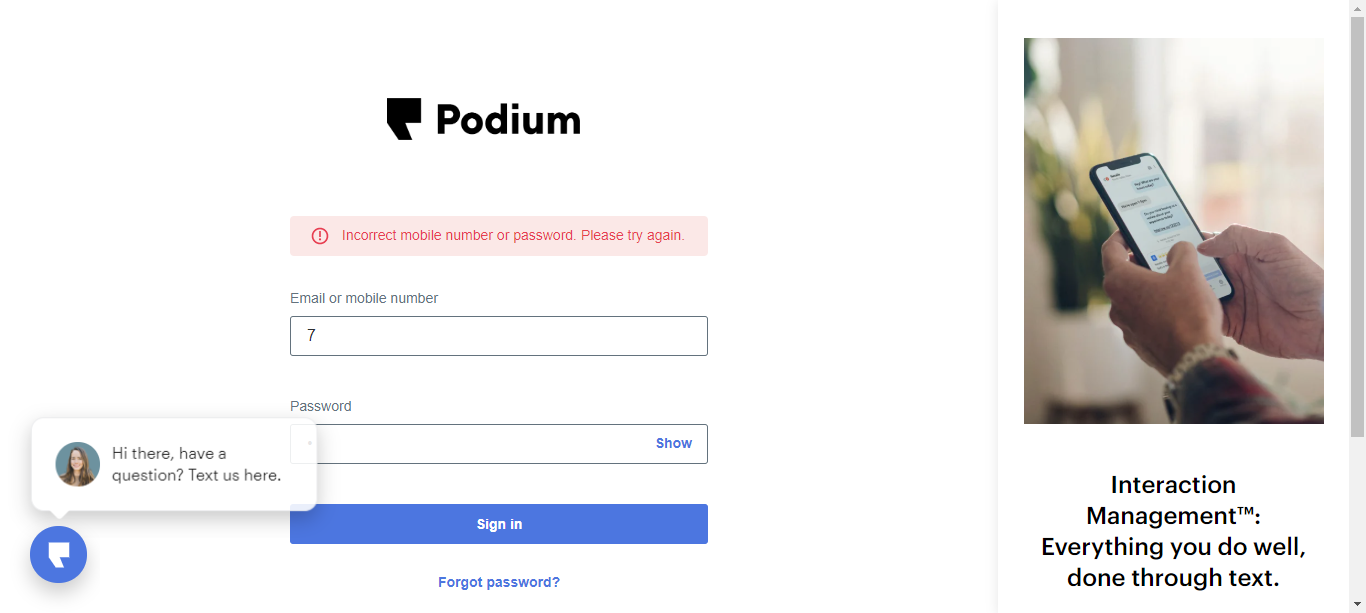 Podium
Incorrect mobile number or password. Please try again.
Email or mobile number
7
Password
Show
Hi there, have a
question? Text us here.
Sign in
Forgot password?
Interaction
Management™:
Everything you do well,
done through text.